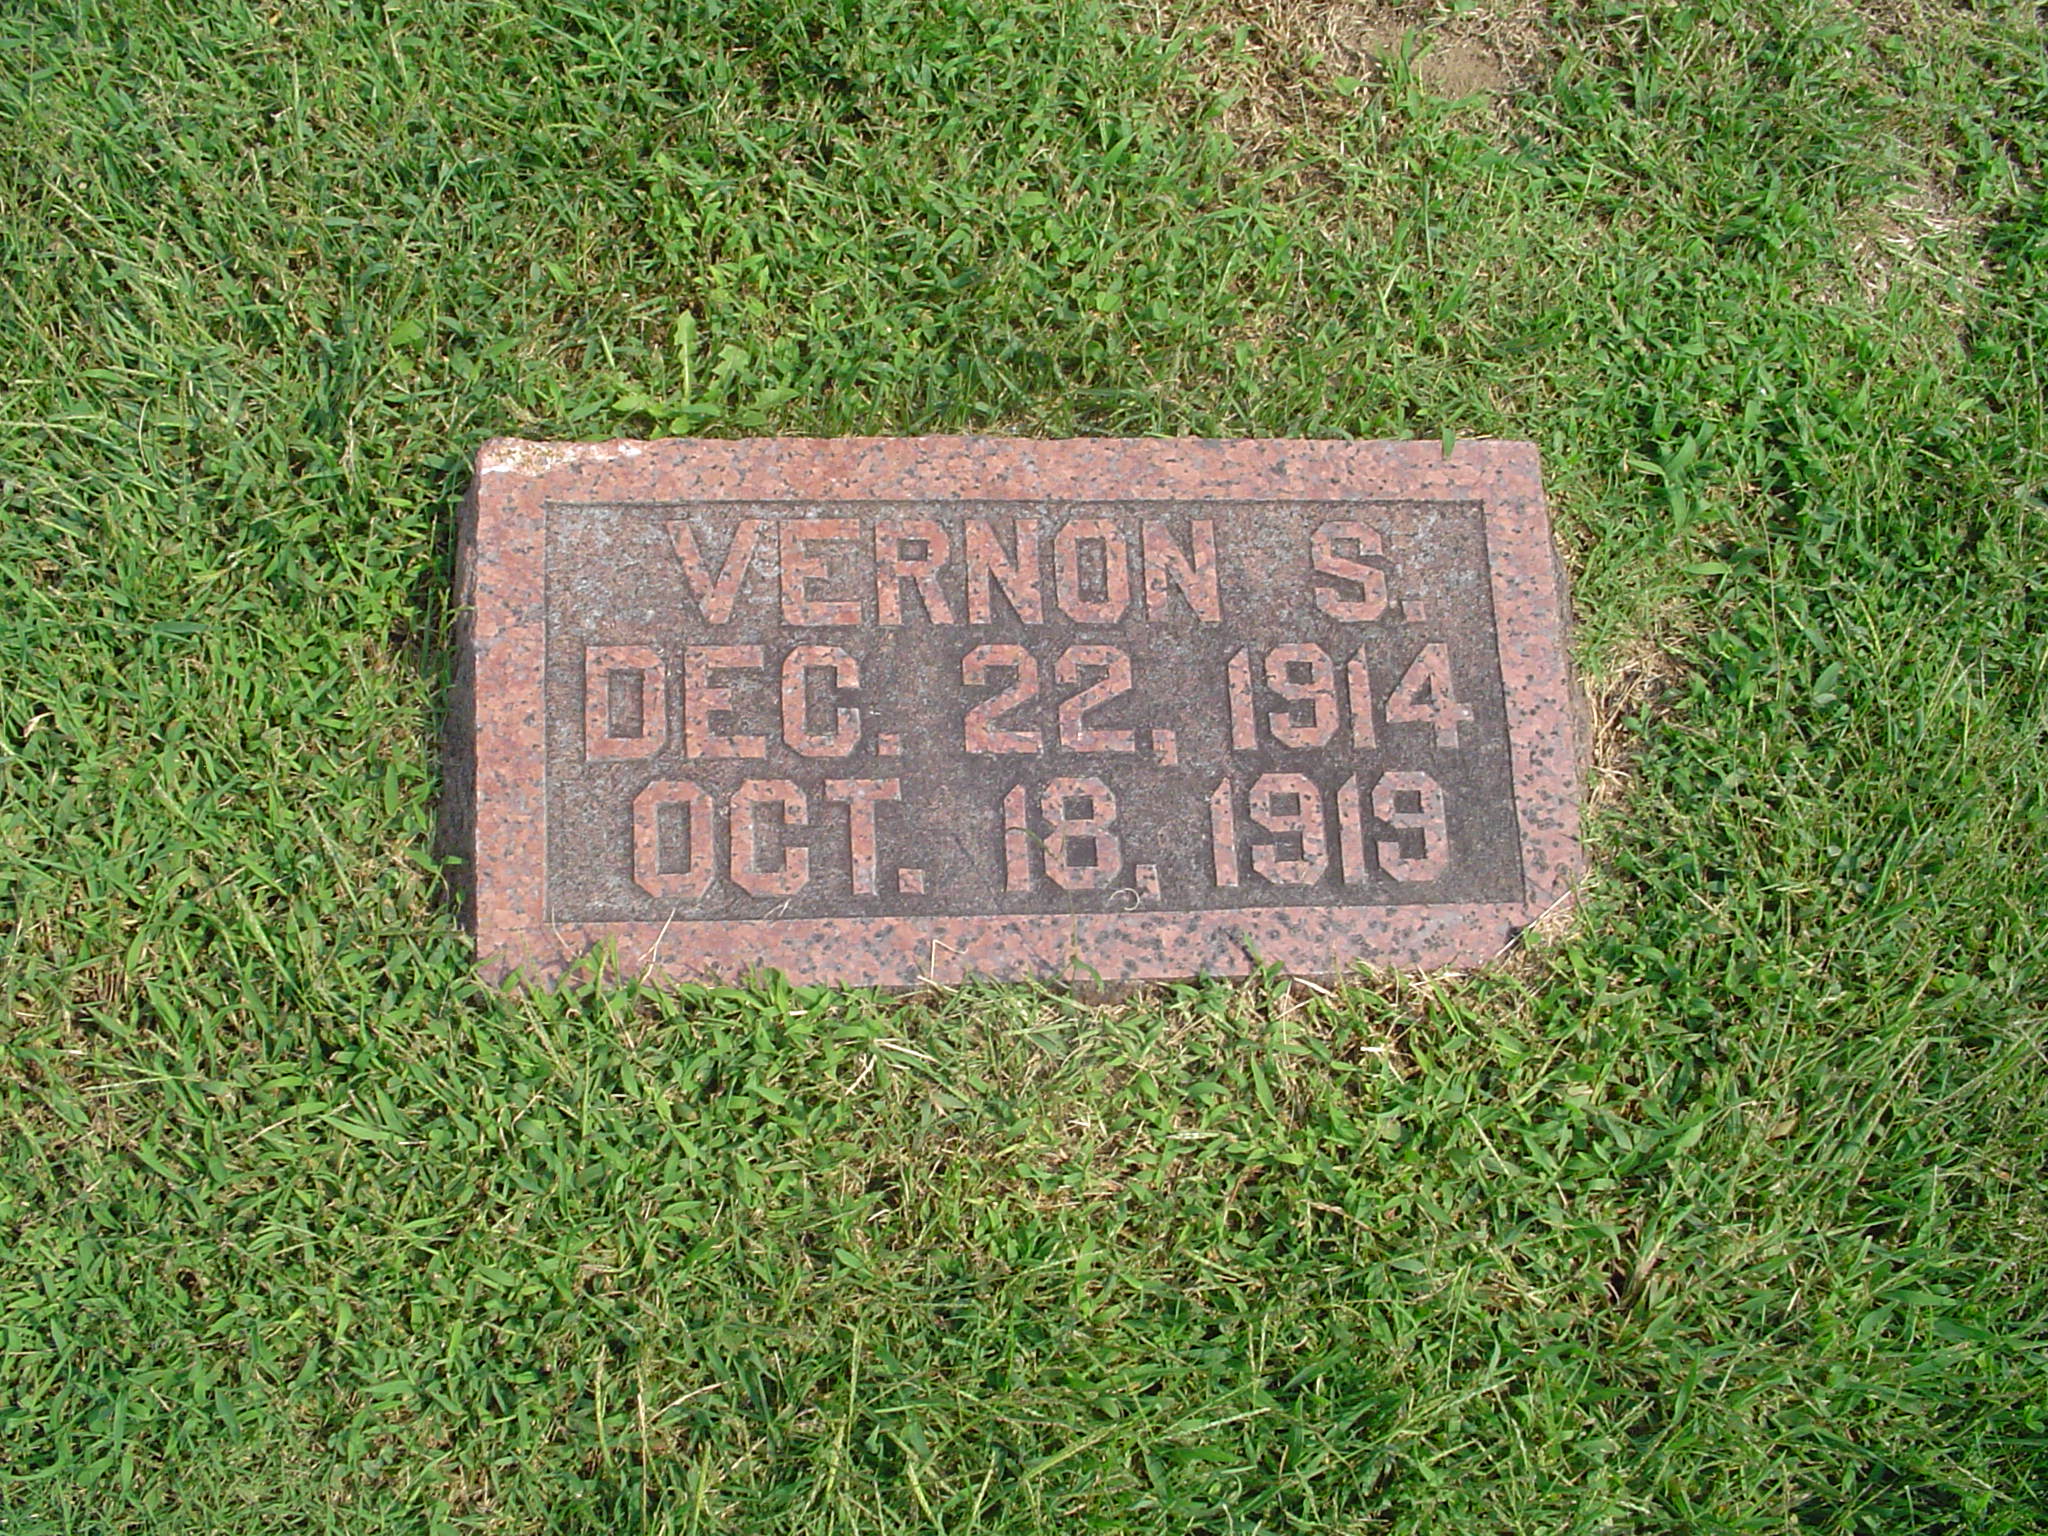 VERNON S.
DEC. 22, 1914
OCT. 18, 1919